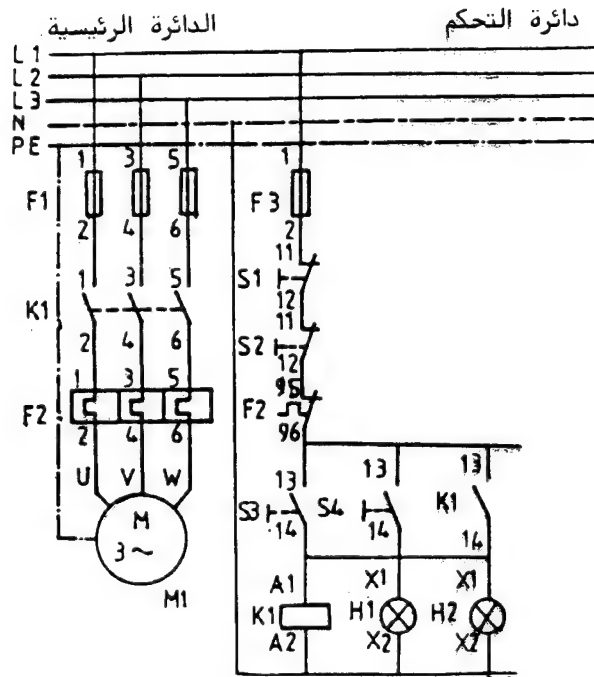 الدائرة الرئيسية
دائرة التحكم
L1
L2
L3
N
PE
1 3 5 1
F1 F3
2 4 6 2
11
1 3 5 S1
12
K1 11
2 4 6 S2
12
1 3 5 95
F2 F2
2 4 6 96
U V W
13 13 13
S3 S4 K1
14 14 14
M
3~
M1
A1 X1 X1
K1 H1 H2
A2 X2 X2